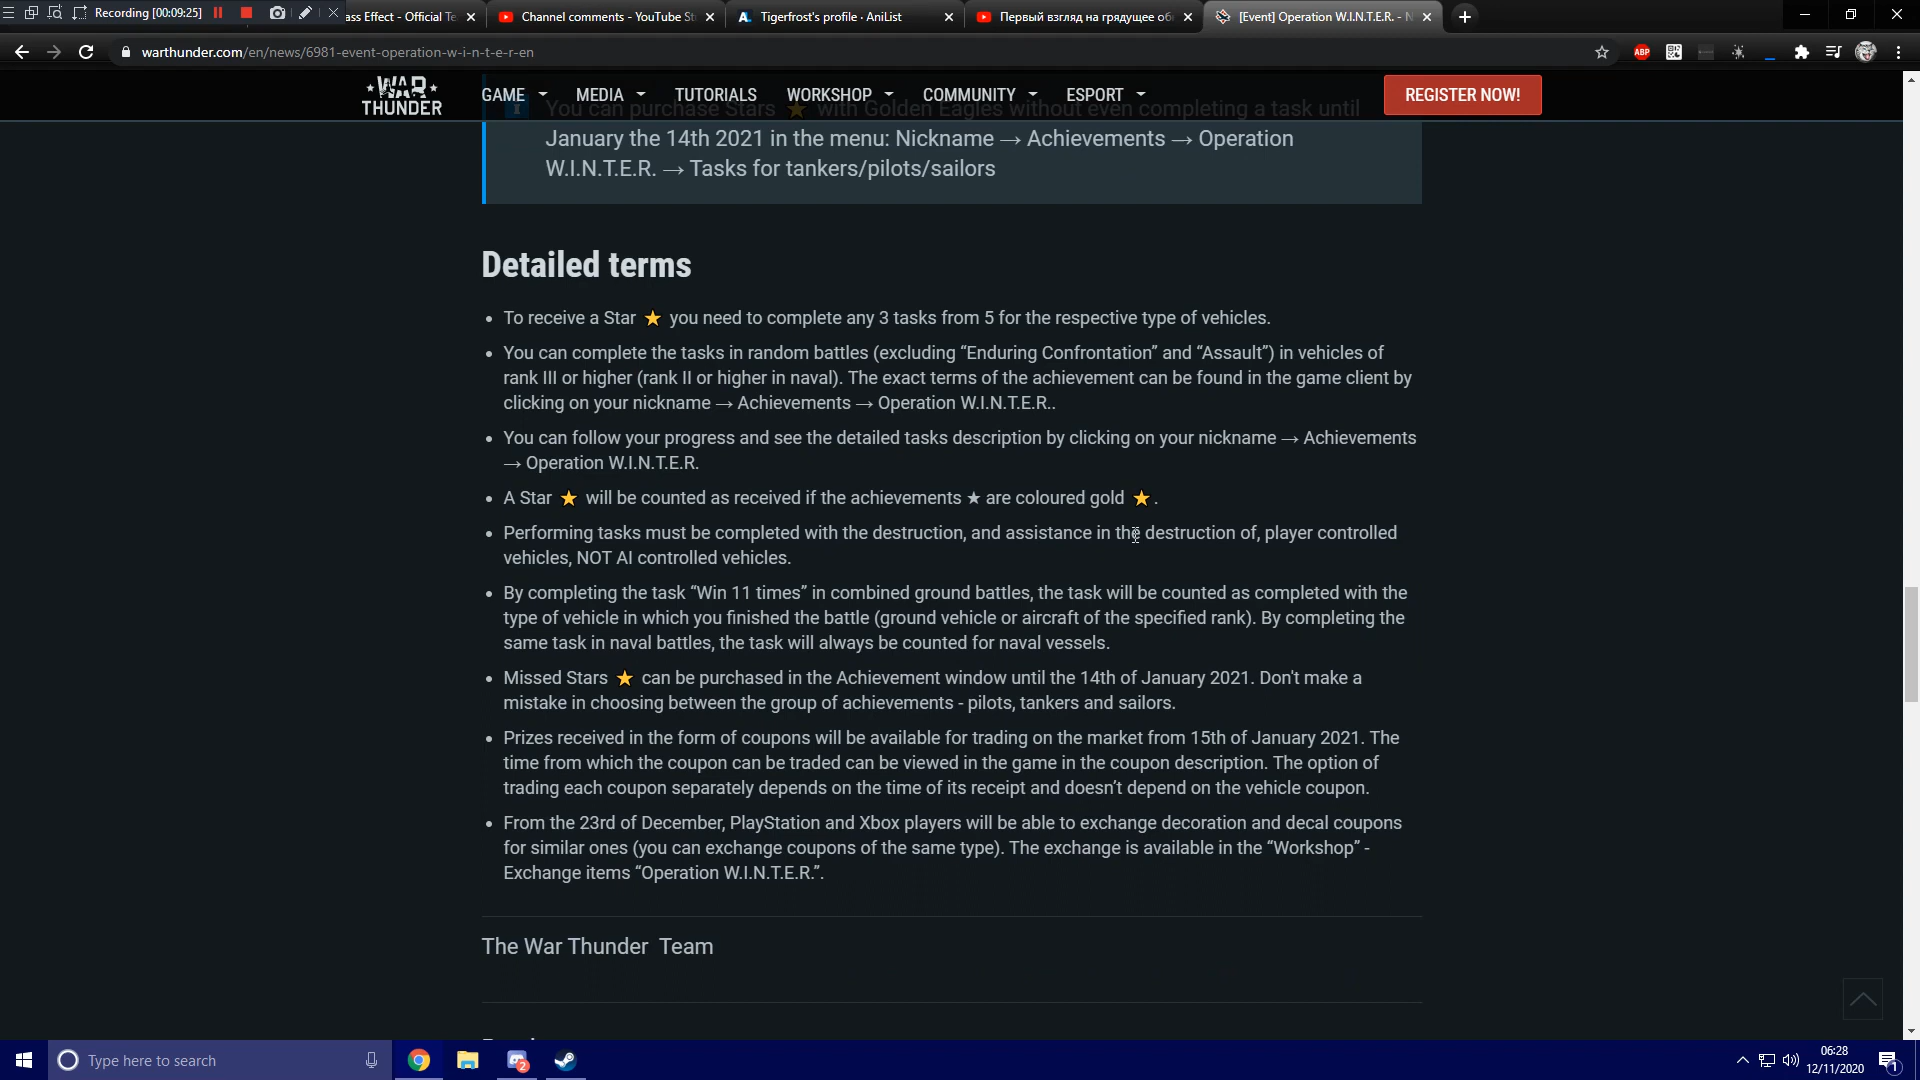 Recording [00:09:25]
ass Effect - Official Te
Channel comments - YouTube St
Tigerfrost's profile - AniList
Первый взгляд на грядущее об
[Event] Operation W.I.N.T.E.R. - N
warthunder.com/en/news/6981-event-operation-w-i-n-t-e-r-en
ABP
WAR THUNDER
GAME MEDIA TUTORIALS WORKSHOP COMMUNITY ESPORT
REGISTER NOW!
You can purchase Stars ⭐ with Golden Eagles without even completing a task until
January the 14th 2021 in the menu: Nickname → Achievements → Operation
W.I.N.T.E.R. → Tasks for tankers/pilots/sailors
Detailed terms
• To receive a Star ⭐ you need to complete any 3 tasks from 5 for the respective type of vehicles.
• You can complete the tasks in random battles (excluding “Enduring Confrontation” and “Assault”) in vehicles of
rank III or higher (rank II or higher in naval). The exact terms of the achievement can be found in the game client by
clicking on your nickname → Achievements → Operation W.I.N.T.E.R..
• You can follow your progress and see the detailed tasks description by clicking on your nickname → Achievements
→ Operation W.I.N.T.E.R.
• A Star ⭐ will be counted as received if the achievements ★ are coloured gold ⭐.
• Performing tasks must be completed with the destruction, and assistance in the destruction of, player controlled
vehicles, NOT AI controlled vehicles.
• By completing the task “Win 11 times” in combined ground battles, the task will be counted as completed with the
type of vehicle in which you finished the battle (ground vehicle or aircraft of the specified rank). By completing the
same task in naval battles, the task will always be counted for naval vessels.
• Missed Stars ⭐ can be purchased in the Achievement window until the 14th of January 2021. Don't make a
mistake in choosing between the group of achievements - pilots, tankers and sailors.
• Prizes received in the form of coupons will be available for trading on the market from 15th of January 2021. The
time from which the coupon can be traded can be viewed in the game in the coupon description. The option of
trading each coupon separately depends on the time of its receipt and doesn’t depend on the vehicle coupon.
• From the 23rd of December, PlayStation and Xbox players will be able to exchange decoration and decal coupons
for similar ones (you can exchange coupons of the same type). The exchange is available in the “Workshop” -
Exchange items “Operation W.I.N.T.E.R.”.
The War Thunder Team
Type here to search
2
06:28
12/11/2020
1